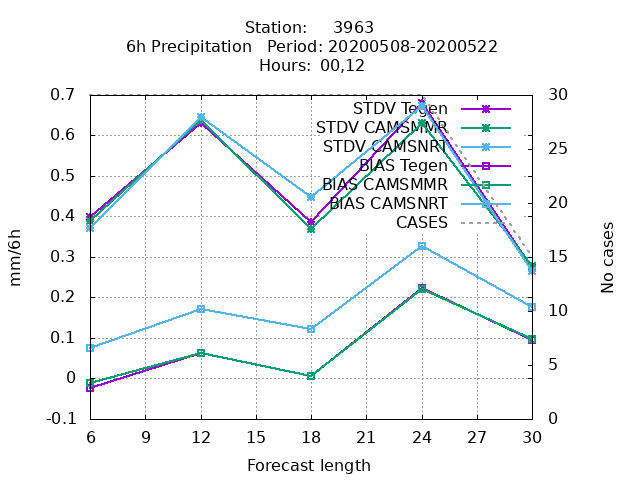 Station:     3963
6h Precipitation   Period: 20200508-20200522
Hours:  00,12
0.7
0.6
0.5
0.4
0.3
0.2
0.1
0
-0.1
mm/6h
30
25
20
15
10
5
0
No cases
STDV Tegen
STDV CAMSMMR
STDV CAMSNRT
BIAS Tegen
BIAS CAMSMMR
BIAS CAMSNRT
CASES
6 9 12 15 18 21 24 27 30
Forecast length